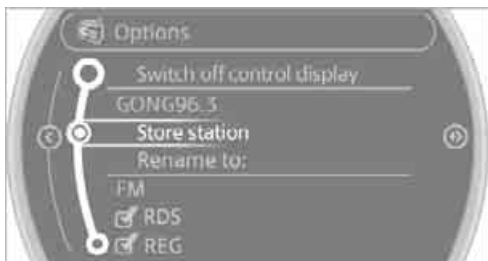 Options
Switch off control display
GONG96.3
Store station
Rename to:
FM
RDS
REG